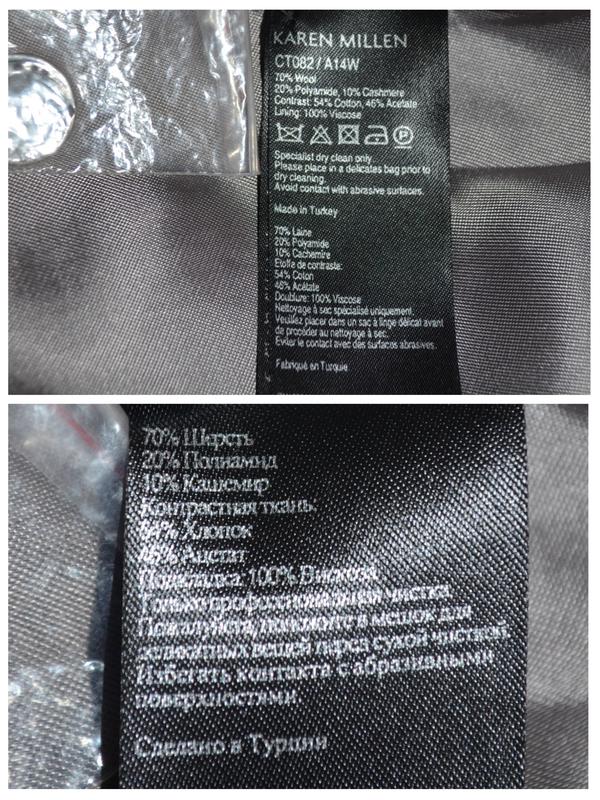 KAREN MILLEN
CT082 / A14W
70% Wool
20% Polyamide, 10% Cashmere
Contrast: 54% Cotton, 46% Acetate
Lining: 100% Viscose
P
Specialist dry clean only
Please place in a delicates bag prior to
dry cleaning.
Avoid contact with abrasive surfaces.
Made in Turkey
70% Laine
20% Polyamide
10% Cachemire
Etoffe de contraste:
54% Coton
46% Acétate
Doublure: 100% Viscose
Nettoyage à sec spécialisé uniquement.
Veuillez placer dans un sac à linge délicat avant
de procéder au nettoyage à sec.
Eviter le contact avec des surfaces abrasives.
Fabriqué en Turquie
70% Шерсть
20% Полиамид
10% Кашемир
Контрастная ткань:
54% Хлопок
46% Ацетат
Подкладка: 100% Вискоза
Только профессиональная чистка
Пожалуйста, положите в мешок для
деликатных вещей перед сухой чисткой.
Избегать контакта с абразивными
поверхностями.
Сделано в Турции